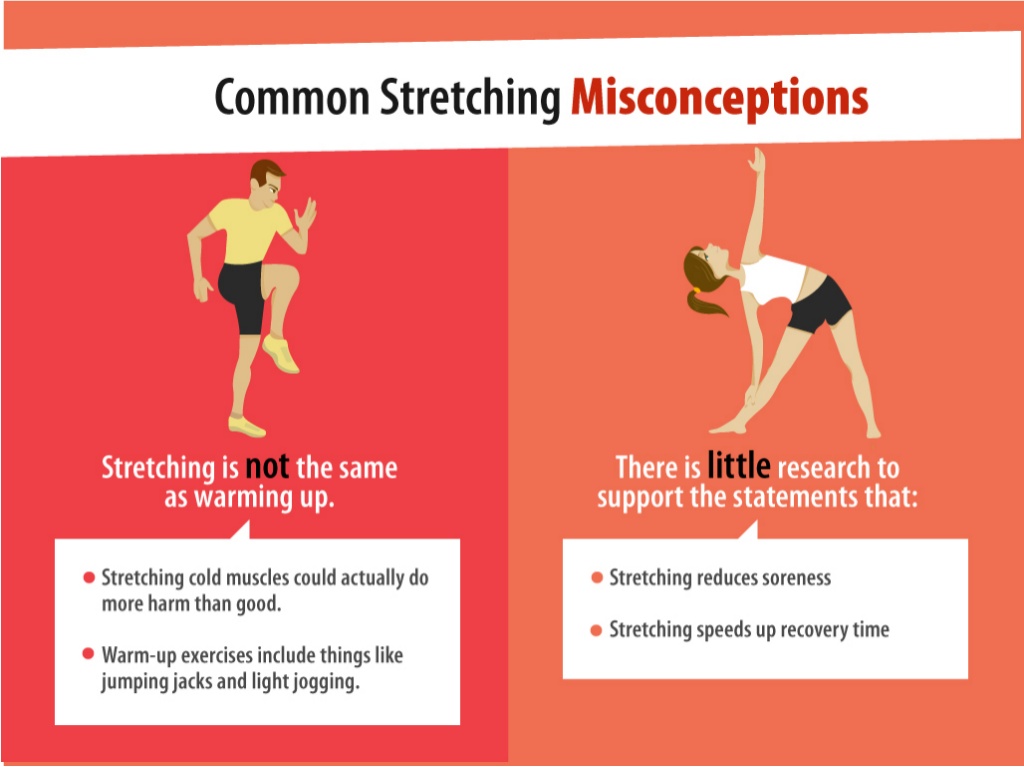 Common Stretching Misconceptions
Stretching is not the same
as warming up.
Stretching cold muscles could actually do
more harm than good.
Warm-up exercises include things like
jumping jacks and light jogging.
There is little research to
support the statements that:
Stretching reduces soreness
Stretching speeds up recovery time